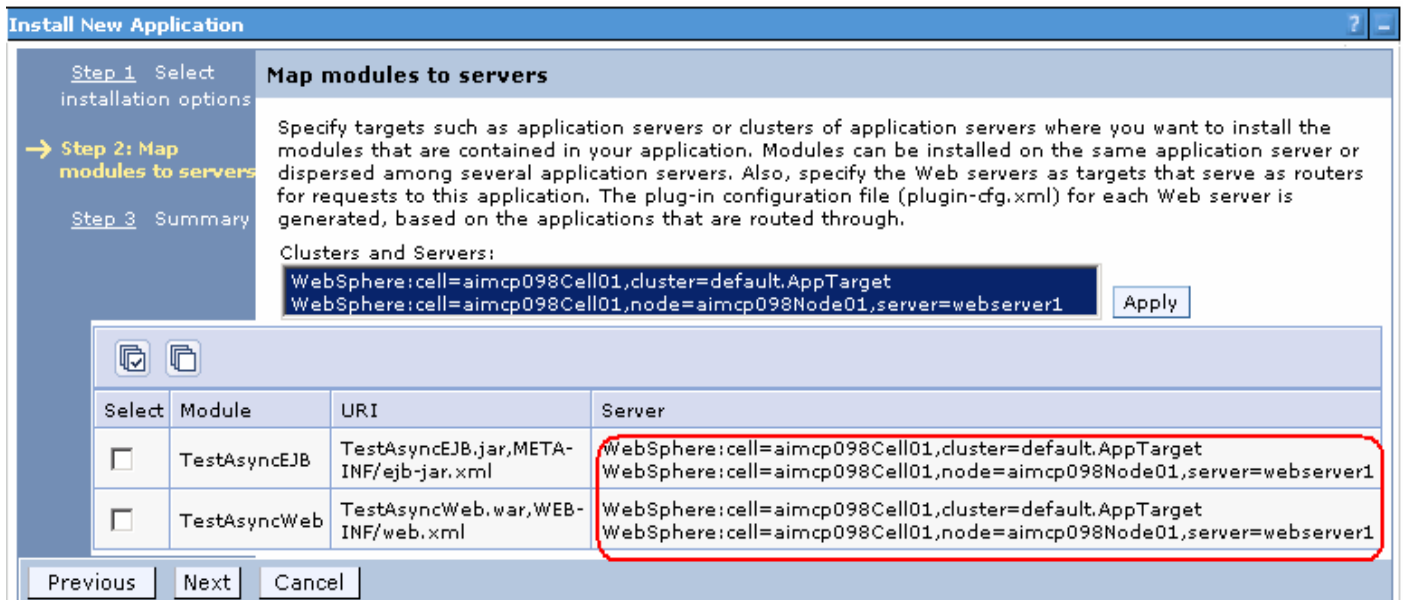 Install New Application
?
Step 1 Select
installation options
Step 2: Map
modules to servers
Step 3 Summary
Map modules to servers
Specify targets such as application servers or clusters of application servers where you want to install the
modules that are contained in your application. Modules can be installed on the same application server or
dispersed among several application servers. Also, specify the Web servers as targets that serve as routers
for requests to this application. The plug-in configuration file (plugin-cfg.xml) for each Web server is
generated, based on the applications that are routed through.
Clusters and Servers:
WebSphere:cell=aimcp098Cell01,cluster=default.AppTarget
WebSphere:cell=aimcp098Cell01,node=aimcp098Node01,server=webserver1
Apply
Select Module URI Server
TestAsyncEJB
TestAsyncEJB.jar,META-
INF/ejb-jar.xml
WebSphere:cell=aimcp098Cell01,cluster=default.AppTarget
WebSphere:cell=aimcp098Cell01,node=aimcp098Node01,server=webserver1
TestAsyncWeb
TestAsyncWeb.war,WEB-
INF/web.xml
WebSphere:cell=aimcp098Cell01,cluster=default.AppTarget
WebSphere:cell=aimcp098Cell01,node=aimcp098Node01,server=webserver1
Previous Next Cancel